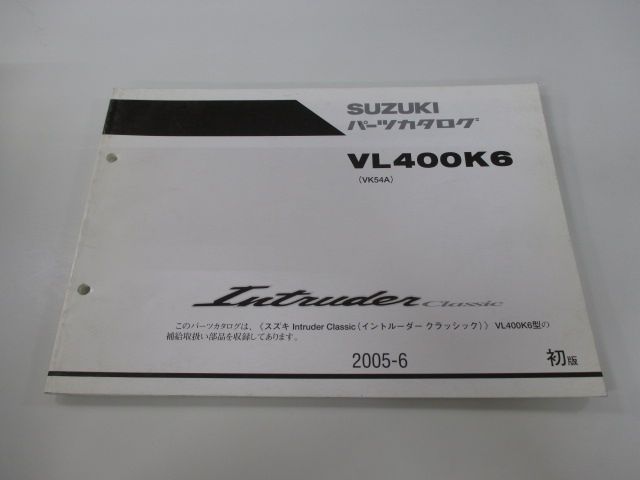 SUZUKI
パーツカタログ
VL400K6
(VK54A)
Intruder Classic
このパーツカタログは、《スズキ Intruder Classic(イントルーダー クラッシック)》 VL400K6型の
補給取扱い部品を収録してあります。
2005-6
初版